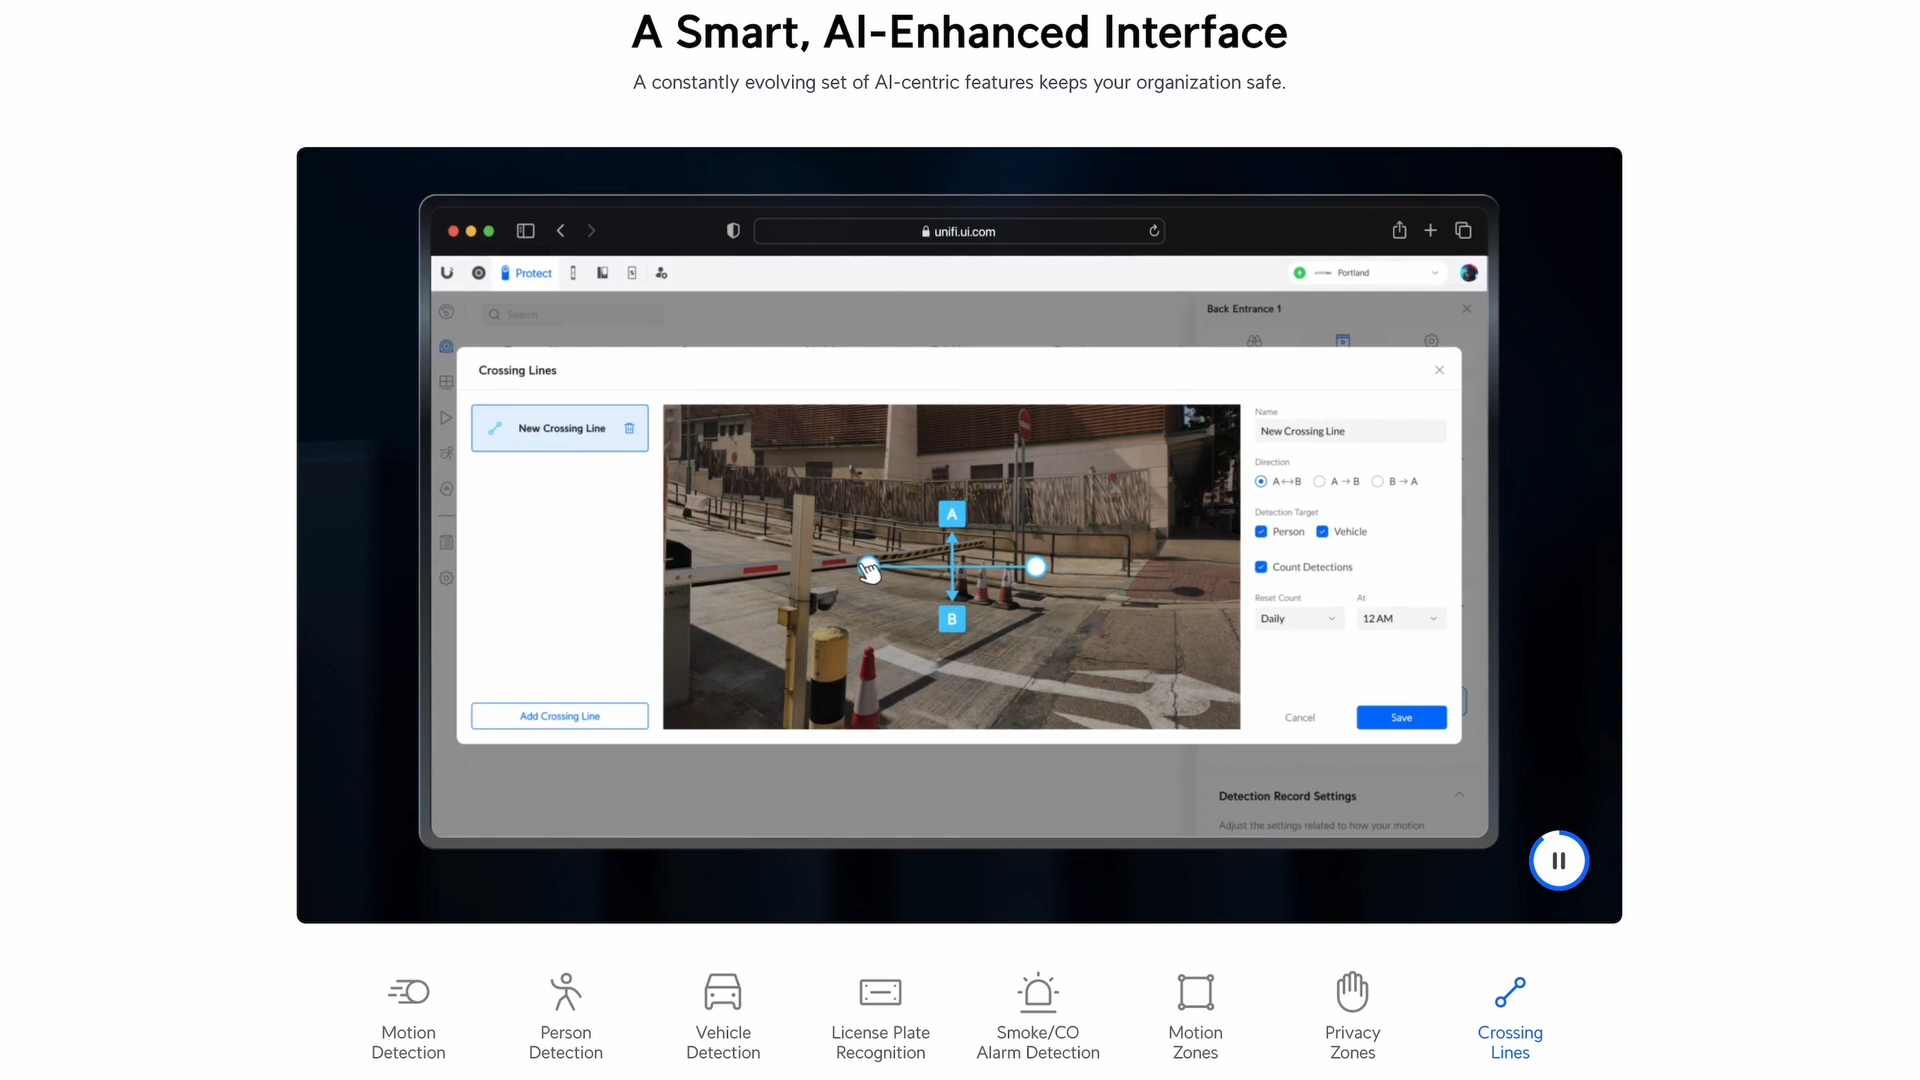 A Smart, AI-Enhanced Interface
A constantly evolving set of AI-centric features keeps your organization safe.
unifi.ui.com
Protect
Portland
Search
Back Entrance 1
Crossing Lines
New Crossing Line
Add Crossing Line
A
B
Name
New Crossing Line
Direction
A↔B A→B B→A
Detection Target
Person Vehicle
Count Detections
Reset Count At
Daily 12 AM
Cancel Save
Detection Record Settings
Adjust the settings related to how your motion
Motion
Detection
Person
Detection
Vehicle
Detection
License Plate
Recognition
Smoke/CO
Alarm Detection
Motion
Zones
Privacy
Zones
Crossing
Lines